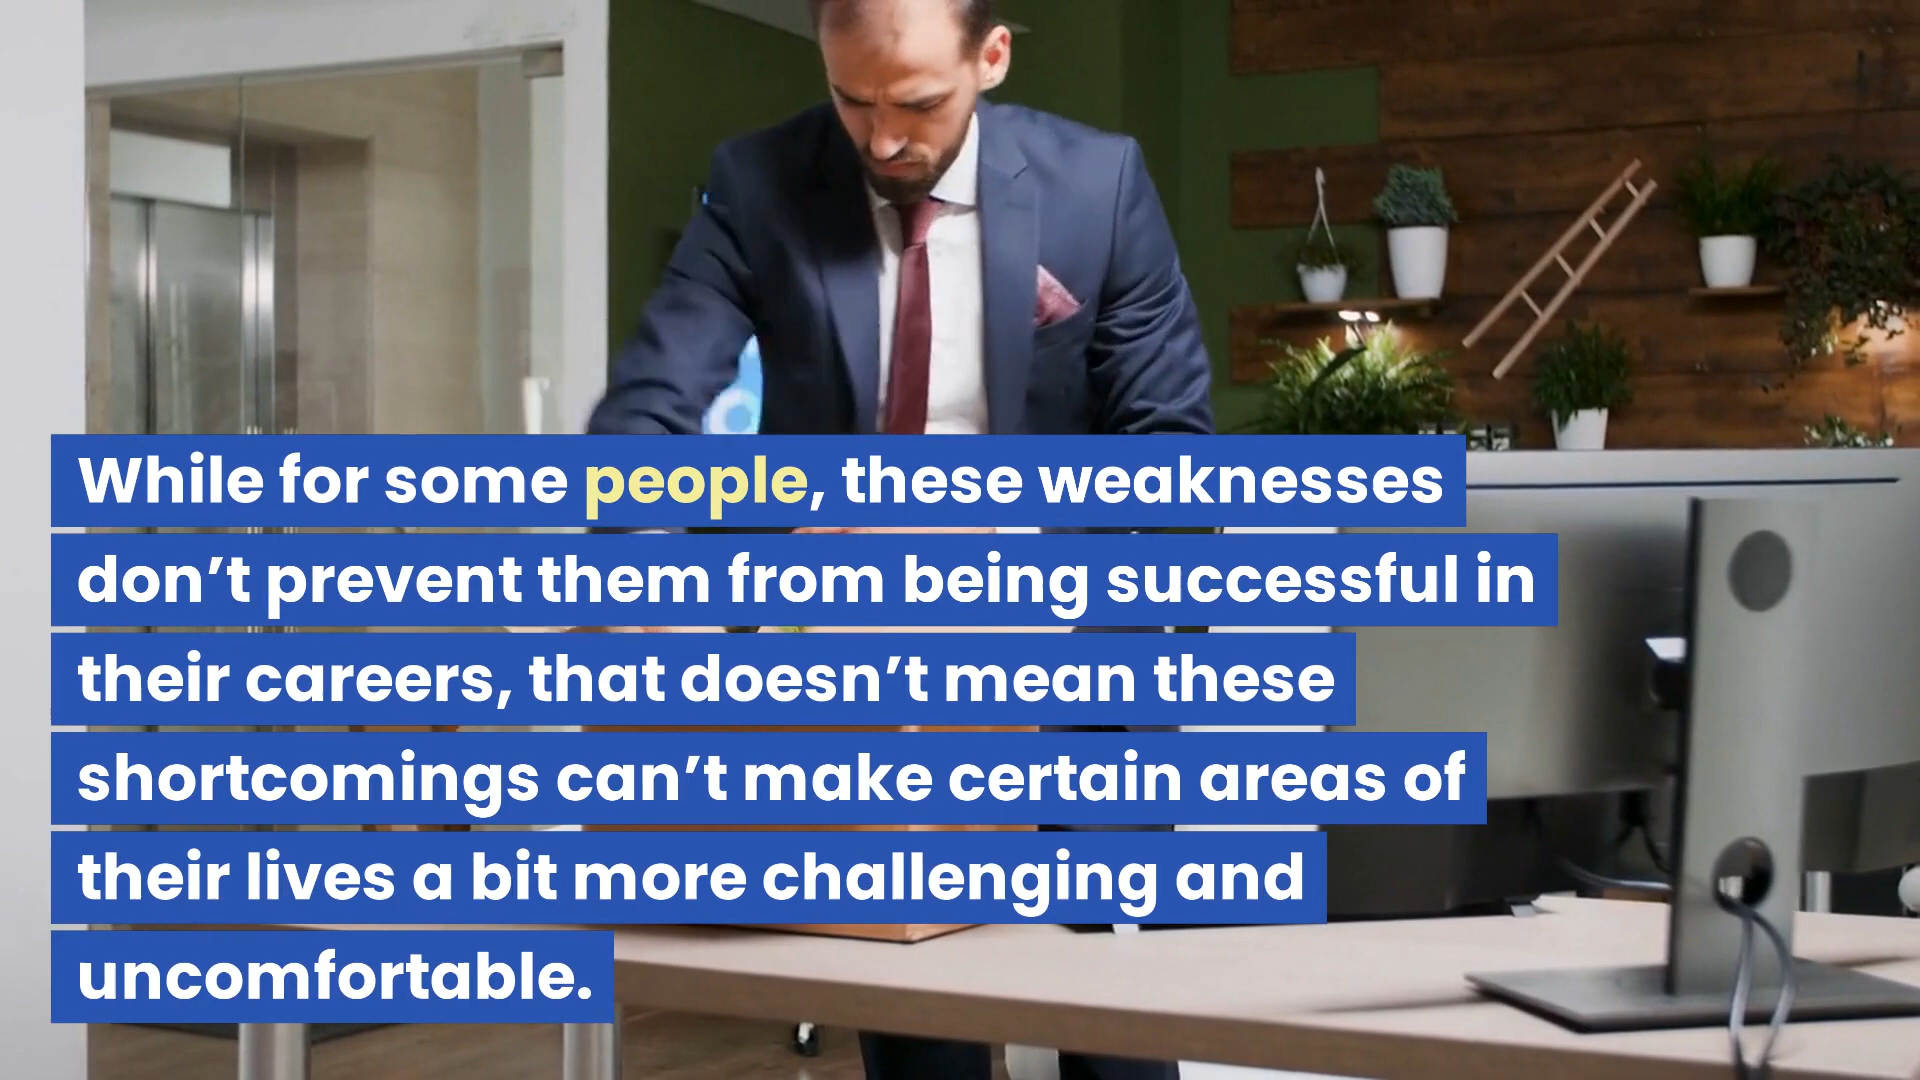 While for some people, these weaknesses
don’t prevent them from being successful in
their careers, that doesn’t mean these
shortcomings can’t make certain areas of
their lives a bit more challenging and
uncomfortable.